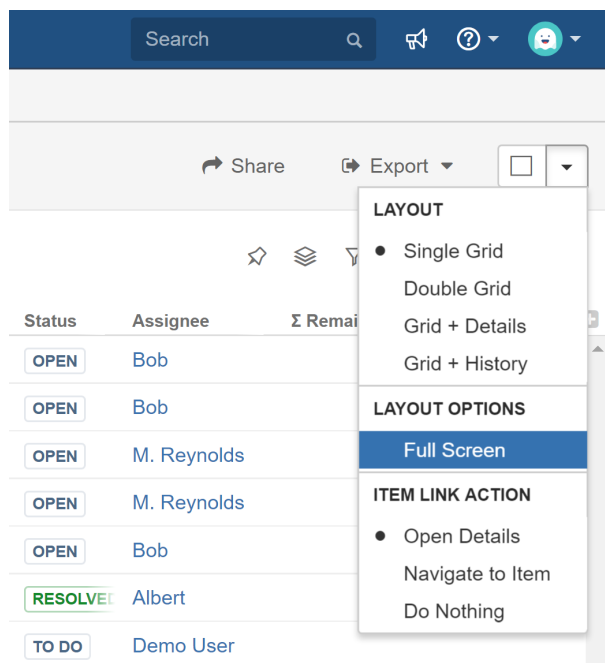 Search
Share
Export
LAYOUT
Single Grid
Double Grid
Grid + Details
Grid + History
LAYOUT OPTIONS
Full Screen
ITEM LINK ACTION
Open Details
Navigate to Item
Do Nothing
Status Assignee Σ Remai
OPEN Bob
OPEN Bob
OPEN M. Reynolds
OPEN M. Reynolds
OPEN Bob
RESOLVED Albert
TO DO Demo User